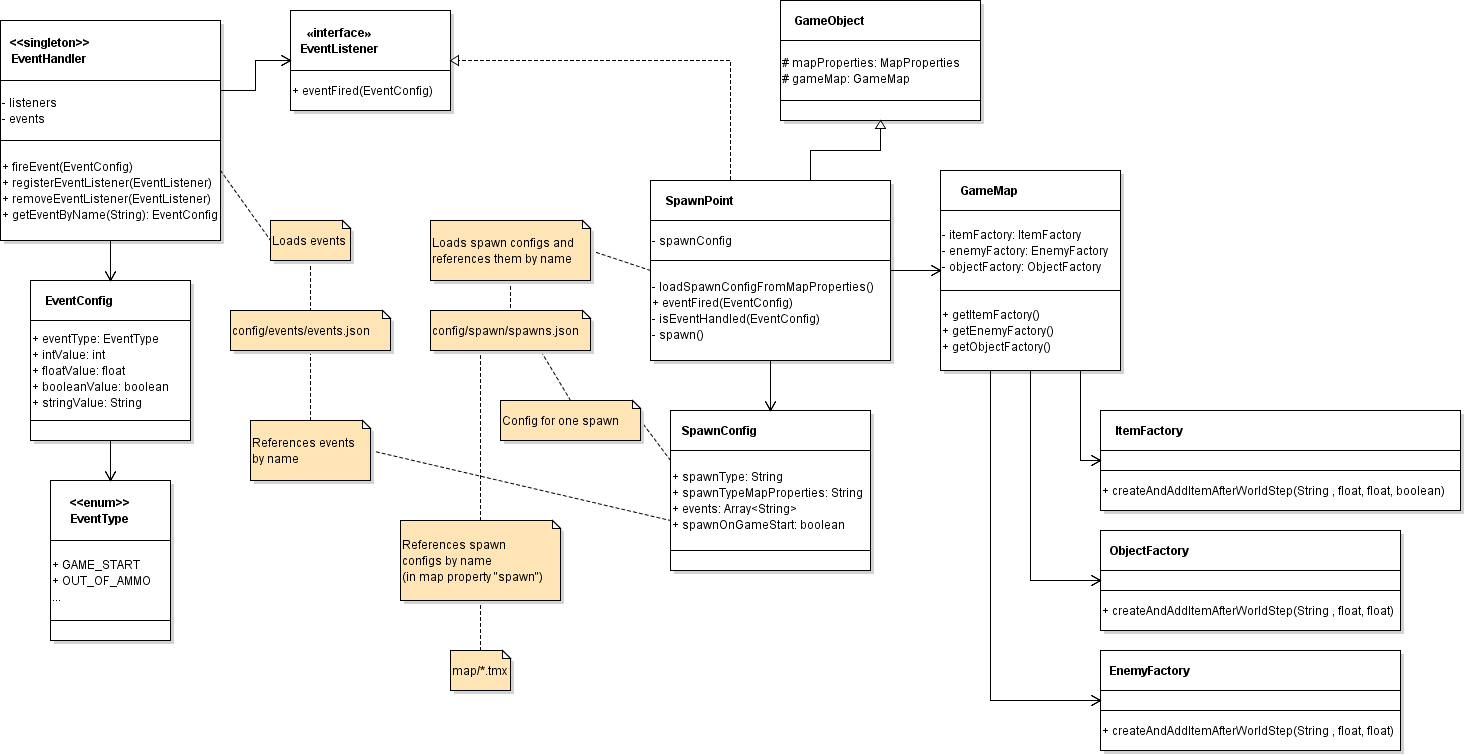 <<singleton>>
EventHandler
- listeners
- events
+ fireEvent(EventConfig)
+ registerEventListener(EventListener)
+ removeEventListener(EventListener)
+ getEventByName(String): EventConfig
«interface»
EventListener
+ eventFired(EventConfig)
GameObject
# mapProperties: MapProperties
# gameMap: GameMap
SpawnPoint
- spawnConfig
- loadSpawnConfigFromMapProperties()
+ eventFired(EventConfig)
- isEventHandled(EventConfig)
- spawn()
GameMap
- itemFactory: ItemFactory
- enemyFactory: EnemyFactory
- objectFactory: ObjectFactory
+ getItemFactory()
+ getEnemyFactory()
+ getObjectFactory()
Loads events
Loads spawn configs and
references them by name
EventConfig
+ eventType: EventType
+ intValue: int
+ floatValue: float
+ booleanValue: boolean
+ stringValue: String
config/events/events.json
config/spawn/spawns.json
References events
by name
Config for one spawn
SpawnConfig
+ spawnType: String
+ spawnTypeMapProperties: String
+ events: Array<String>
+ spawnOnGameStart: boolean
ItemFactory
+ createAndAddItemAfterWorldStep(String , float, float, boolean)
<<enum>>
EventType
+ GAME_START
+ OUT_OF_AMMO
...
References spawn
configs by name
(in map property "spawn")
ObjectFactory
+ createAndAddItemAfterWorldStep(String , float, float)
map/*.tmx
EnemyFactory
+ createAndAddItemAfterWorldStep(String , float, float)